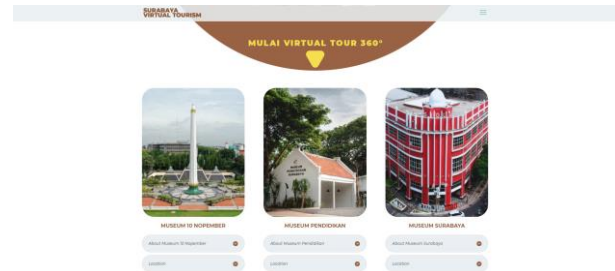 SURABAYA
VIRTUAL TOURISM
MULAI VIRTUAL TOUR 360°
MUSEUM 10 NOPEMBER
MUSEUM PENDIDIKAN
MUSEUM SURABAYA
About Museum 10 Nopember
About Museum Pendidikan
About Museum Surabaya
Location
Location
Location